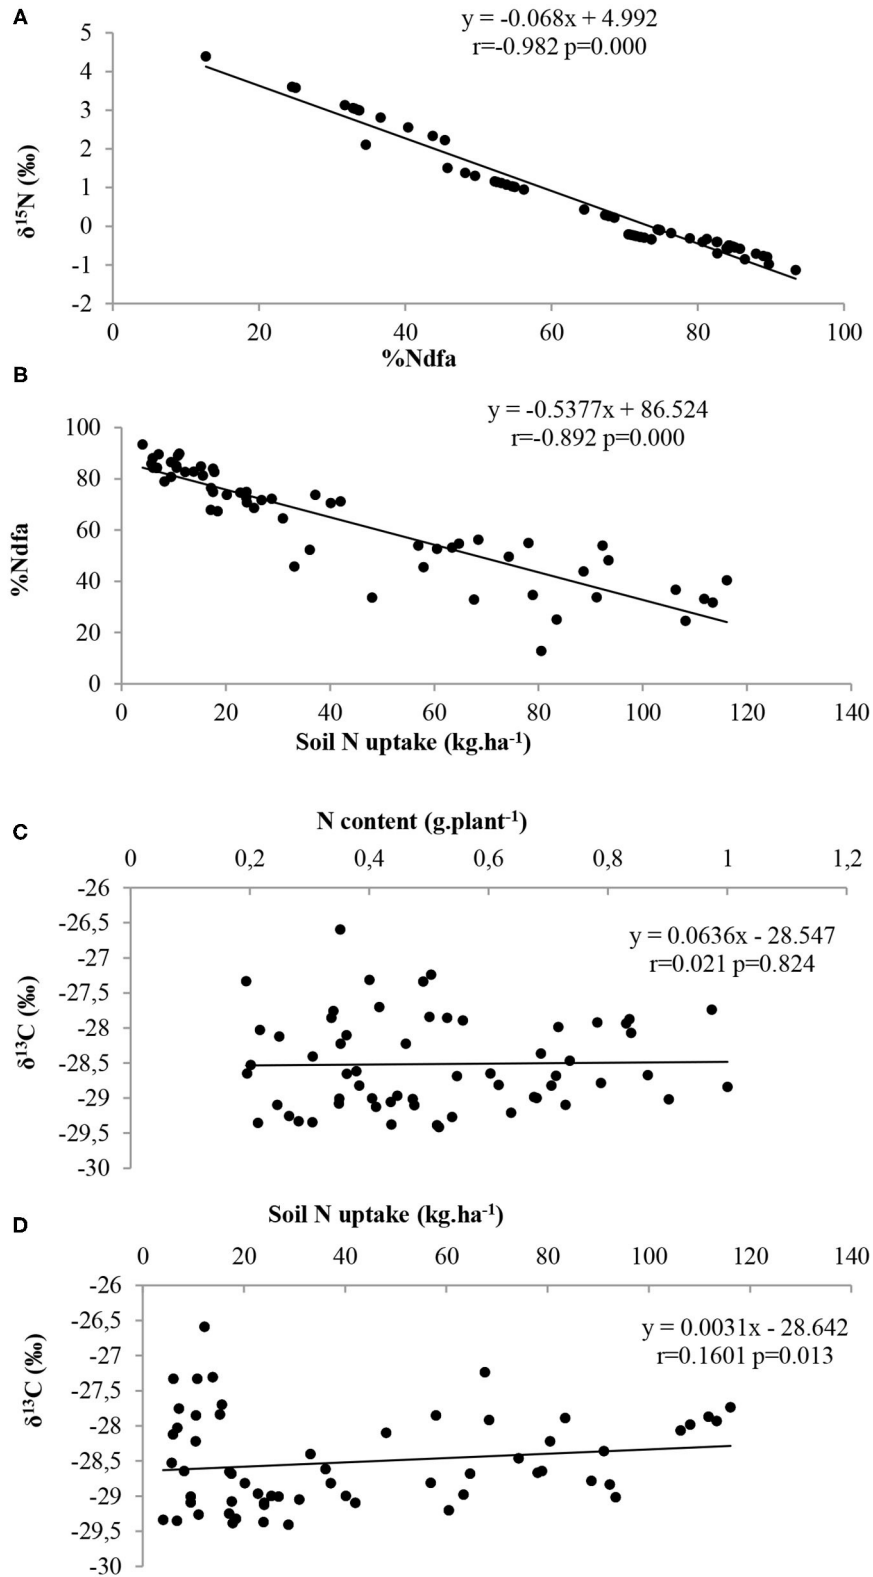 A
y = -0.068x + 4.992
r=-0.982 p=0.000
5
4
3
2
1
0
-1
-2
δ¹⁵N (‰)
0 20 40 60 80 100
%Ndfa
B
y = -0.5377x + 86.524
r=-0.892 p=0.000
100
80
60
40
20
0
%Ndfa
0 20 40 60 80 100 120 140
Soil N uptake (kg.ha⁻¹)
C
N content (g.plant⁻¹)
0 0,2 0,4 0,6 0,8 1 1,2
-26
-26,5
-27
-27,5
-28
-28,5
-29
-29,5
-30
δ¹³C (‰)
y = 0.0636x - 28.547
r=0.021 p=0.824
D
Soil N uptake (kg.ha⁻¹)
0 20 40 60 80 100 120 140
-26
-26,5
-27
-27,5
-28
-28,5
-29
-29,5
-30
δ¹³C (‰)
y = 0.0031x - 28.642
r=0.1601 p=0.013